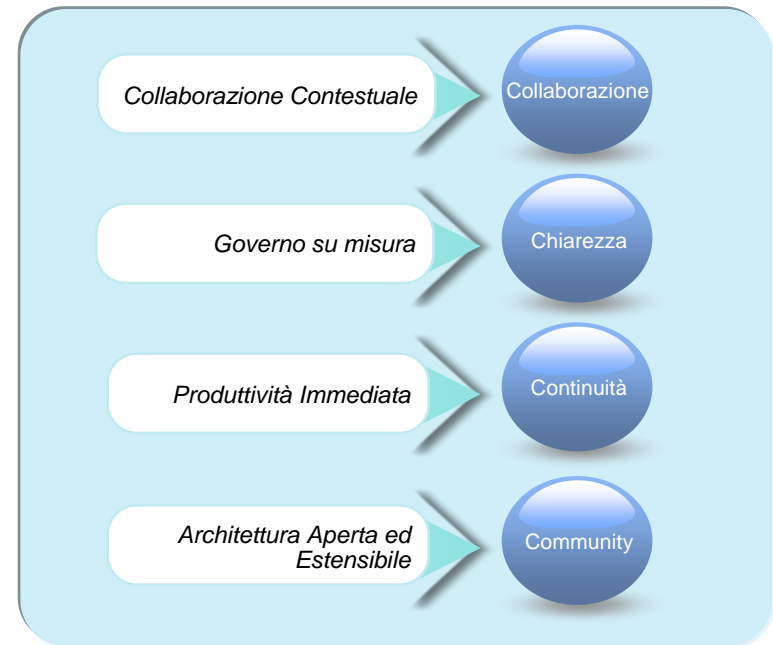 Collaborazione Contestuale
Collaborazione
Governo su misura
Chiarezza
Produttività Immediata
Continuità
Architettura Aperta ed
Estensibile
Community